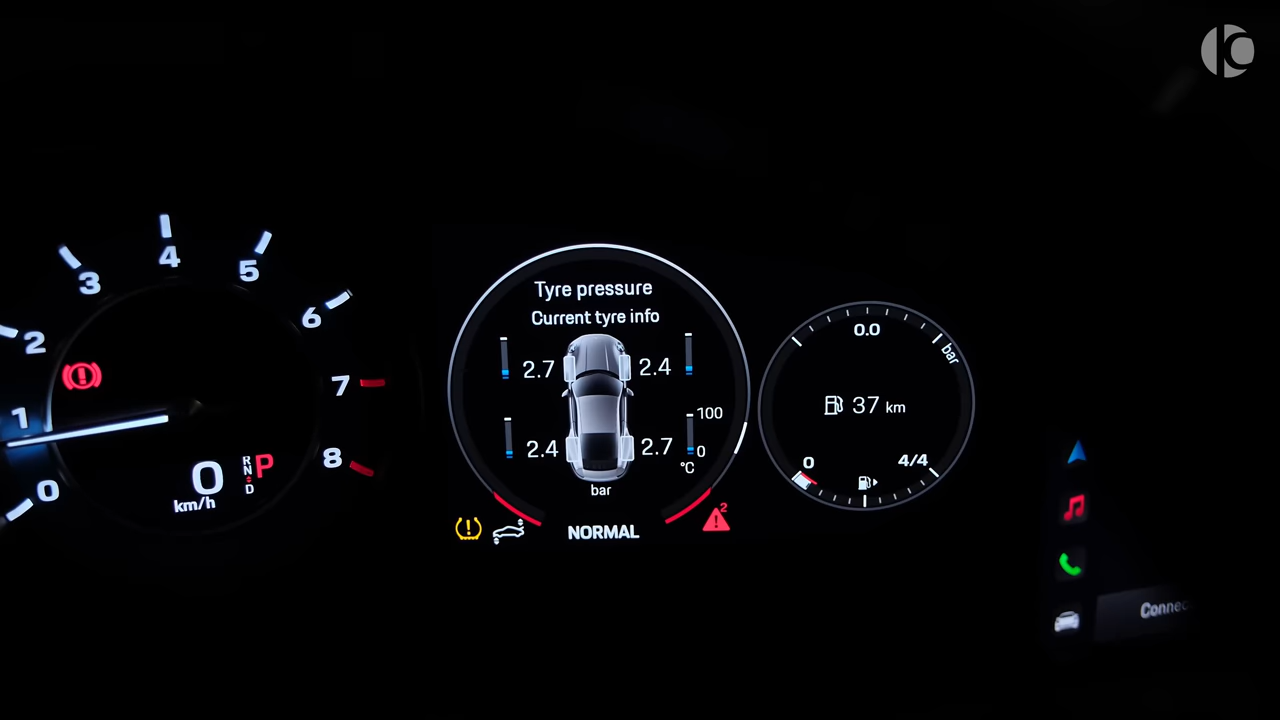 0
1
2
3
4
5
6
7
8
0
km/h
R
N
D
P
Tyre pressure
Current tyre info
2.7 2.4
2.4 2.7
100
0
°C
bar
NORMAL
2
0.0
bar
37 km
0 4/4